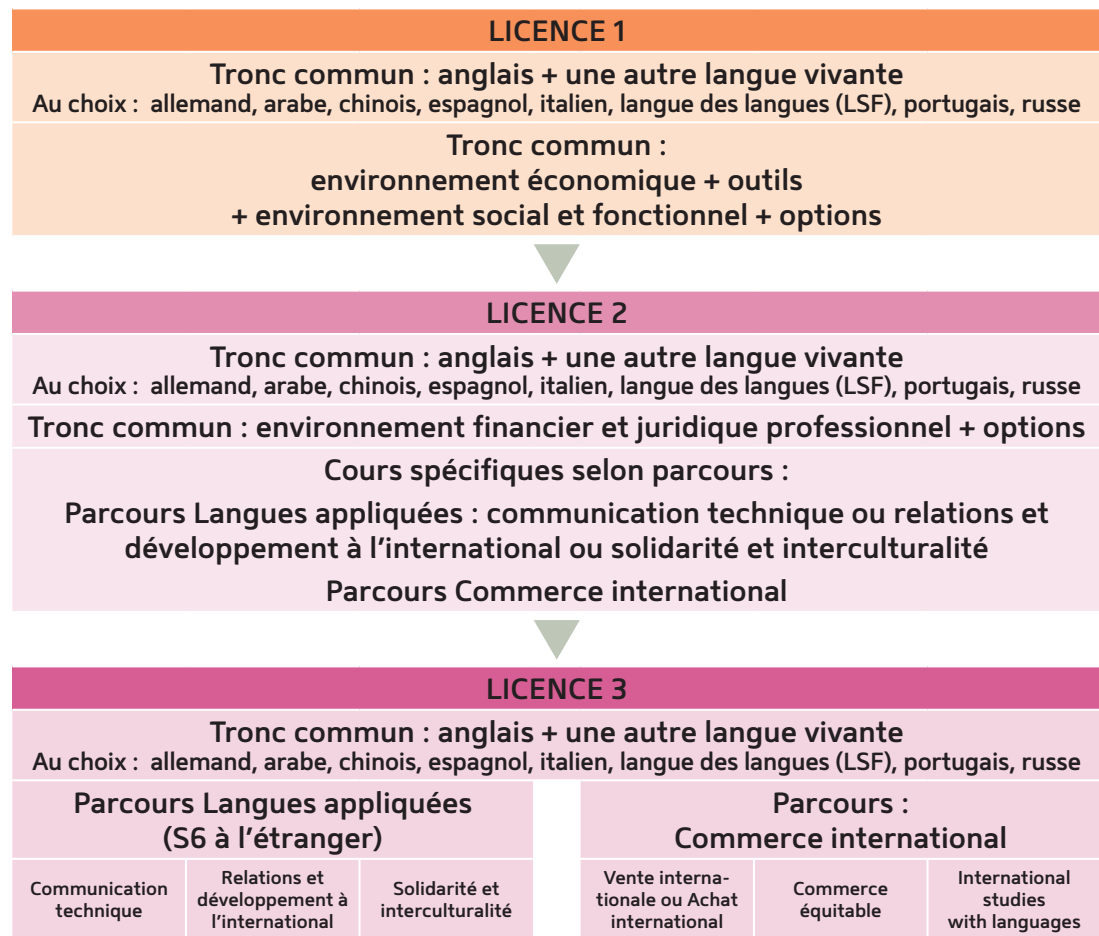 LICENCE 1
Tronc commun : anglais + une autre langue vivante
Au choix : allemand, arabe, chinois, espagnol, italien, langue des langues (LSF), portugais, russe
Tronc commun :
environnement économique + outils
+ environnement social et fonctionnel + options
LICENCE 2
Tronc commun : anglais + une autre langue vivante
Au choix : allemand, arabe, chinois, espagnol, italien, langue des langues (LSF), portugais, russe
Tronc commun : environnement financier et juridique professionnel + options
Cours spécifiques selon parcours :
Parcours Langues appliquées : communication technique ou relations et
développement à l'international ou solidarité et interculturalité
Parcours Commerce international
LICENCE 3
Tronc commun : anglais + une autre langue vivante
Au choix : allemand, arabe, chinois, espagnol, italien, langue des langues (LSF), portugais, russe
Parcours Langues appliquées
(S6 à l'étranger)
Communication
technique
Relations et
développement à
l'international
Solidarité et
interculturalité
Parcours :
Commerce international
Vente interna-
tionale ou Achat
international
Commerce
équitable
International
studies
with languages